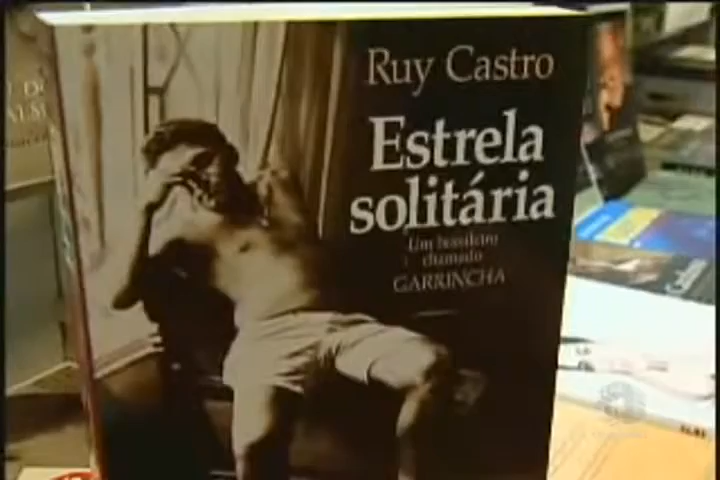 Ruy Castro
Estrela
solitária
Um brasileiro
chamado
GARRINCHA